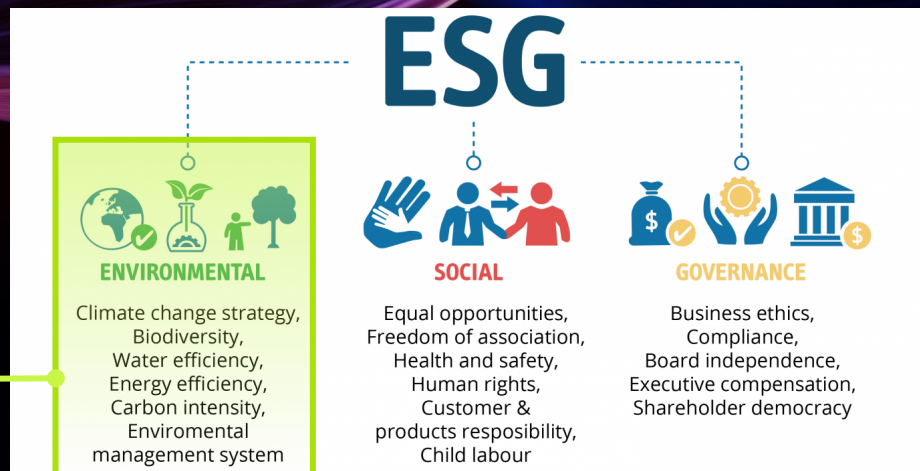 ESG
ENVIRONMENTAL
Climate change strategy,
Biodiversity,
Water efficiency,
Energy efficiency,
Carbon intensity,
Enviromental
management system
SOCIAL
Equal opportunities,
Freedom of association,
Health and safety,
Human rights,
Customer &
products resposibility,
Child labour
$
$
GOVERNANCE
Business ethics,
Compliance,
Board independence,
Executive compensation,
Shareholder democracy